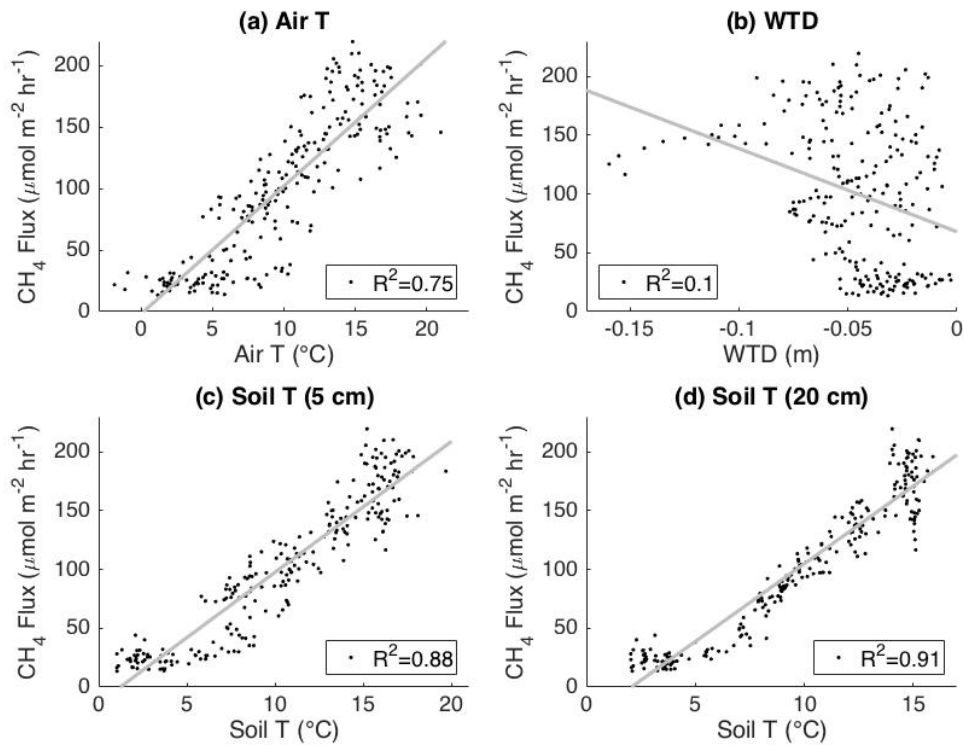 (a) Air T
CH4 Flux (μmol m-2 hr-1)
200
150
100
50
0
0 5 10 15 20
Air T (°C)
R2=0.75
(b) WTD
CH4 Flux (μmol m-2 hr-1)
200
150
100
50
0
-0.15 -0.1 -0.05 0
WTD (m)
R2=0.1
(c) Soil T (5 cm)
CH4 Flux (μmol m-2 hr-1)
200
150
100
50
0
0 5 10 15 20
Soil T (°C)
R2=0.88
(d) Soil T (20 cm)
CH4 Flux (μmol m-2 hr-1)
200
150
100
50
0
0 5 10 15
Soil T (°C)
R2=0.91